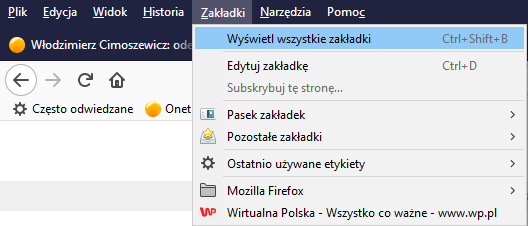 Plik Edycja Widok Historia Zakładki Narzędzia Pomoc
Włodzimierz Cimoszewicz: ode
Wyświetl wszystkie zakładki Ctrl+Shift+B
Edytuj zakładkę Ctrl+D
Subskrybuj tę stronę...
Często odwiedzane Onet
Pasek zakładek
Pozostałe zakładki
Ostatnio używane etykiety
Mozilla Firefox
wp Wirtualna Polska - Wszystko co ważne - www.wp.pl